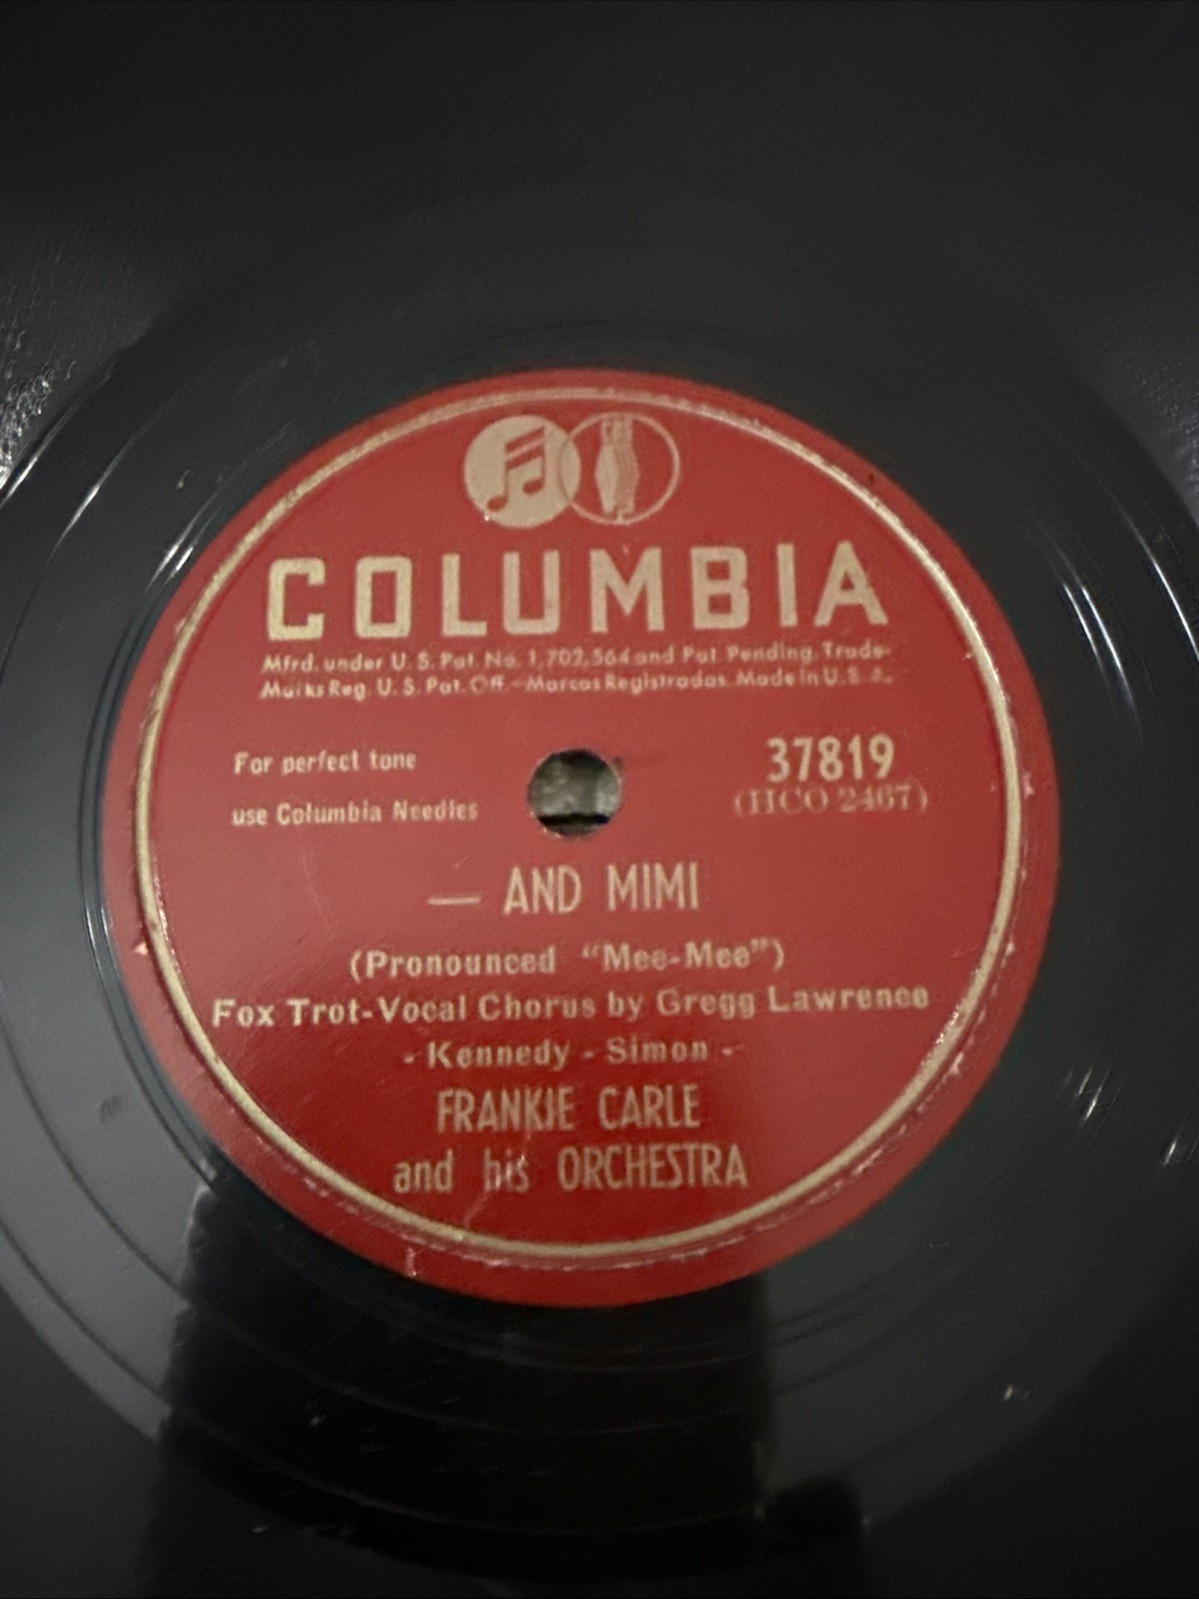 CBS
COLUMBIA
Mfrd. under U. S. Pat. No. 1,702,564 and Pat. Pending. Trade-
Marks Reg. U. S. Pat. Off.-Marcas Registradas. Made in U. S. A.
For perfect tone
use Columbia Needles
37819
(HCO 2467)
— AND MIMI
(Pronounced “Mee-Mee”)
Fox Trot-Vocal Chorus by Gregg Lawrence
- Kennedy - Simon -
FRANKIE CARLE
and his ORCHESTRA